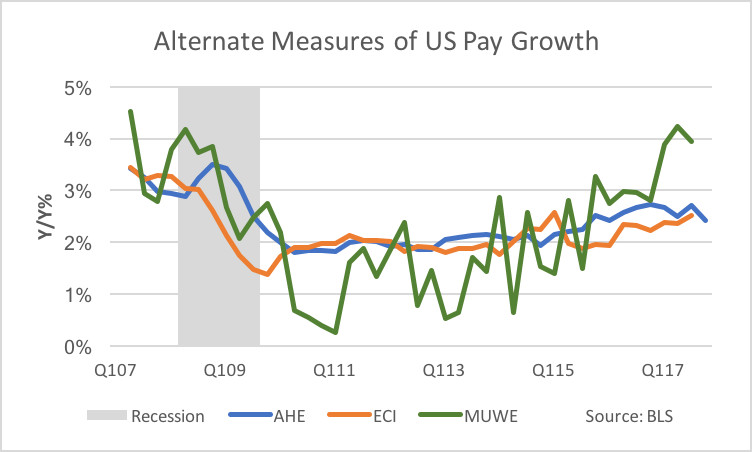 Alternate Measures of US Pay Growth
5%
4%
3%
2%
1%
0%
Y/Y%
Q107 Q109 Q111 Q113 Q115 Q117
Recession AHE ECI MUWE Source: BLS